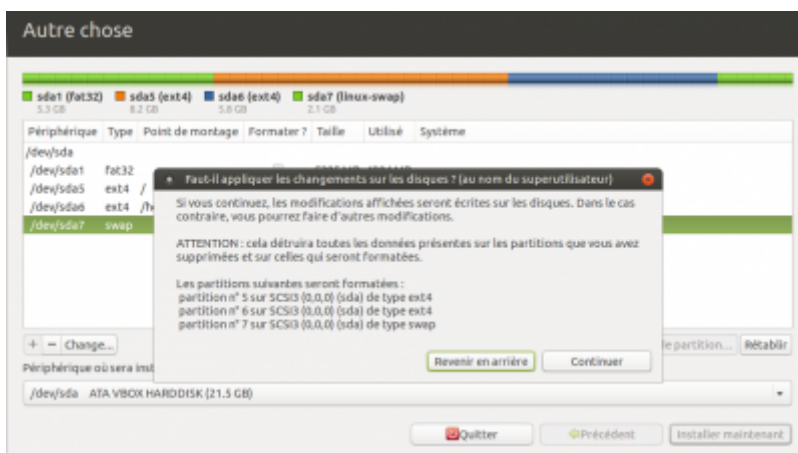 Autre chose
sda1 (fat32) sda5 (ext4) sda6 (ext4) sda7 (linux-swap)
5.3 GB 8.2 GB 5.8 GB 2.1 GB
Périphérique Type Point de montage Formater ? Taille Utilisé Système
/dev/sda
/dev/sda1 fat32
/dev/sda5 ext4 /
/dev/sda6 ext4
/dev/sda7 swap
Faut-il appliquer les changements sur les disques ? (au nom du superutilisateur)
Si vous continuez, les modifications affichées seront écrites sur les disques. Dans le cas
contraire, vous pourrez faire d'autres modifications.
ATTENTION : cela détruira toutes les données présentes sur les partitions que vous avez
supprimées et sur celles qui seront formatées.
Les partitions suivantes seront formatées :
partition n° 5 sur SCSI3 (0,0,0) (sda) de type ext4
partition n° 6 sur SCSI3 (0,0,0) (sda) de type ext4
partition n° 7 sur SCSI3 (0,0,0) (sda) de type swap
Revenir en arrière Continuer
+ - Change...
partition... Rétablir
Périphérique où sera
/dev/sda ATA VBOX HARDDISK (21.5 GB)
Quitter Précédent Installer maintenant